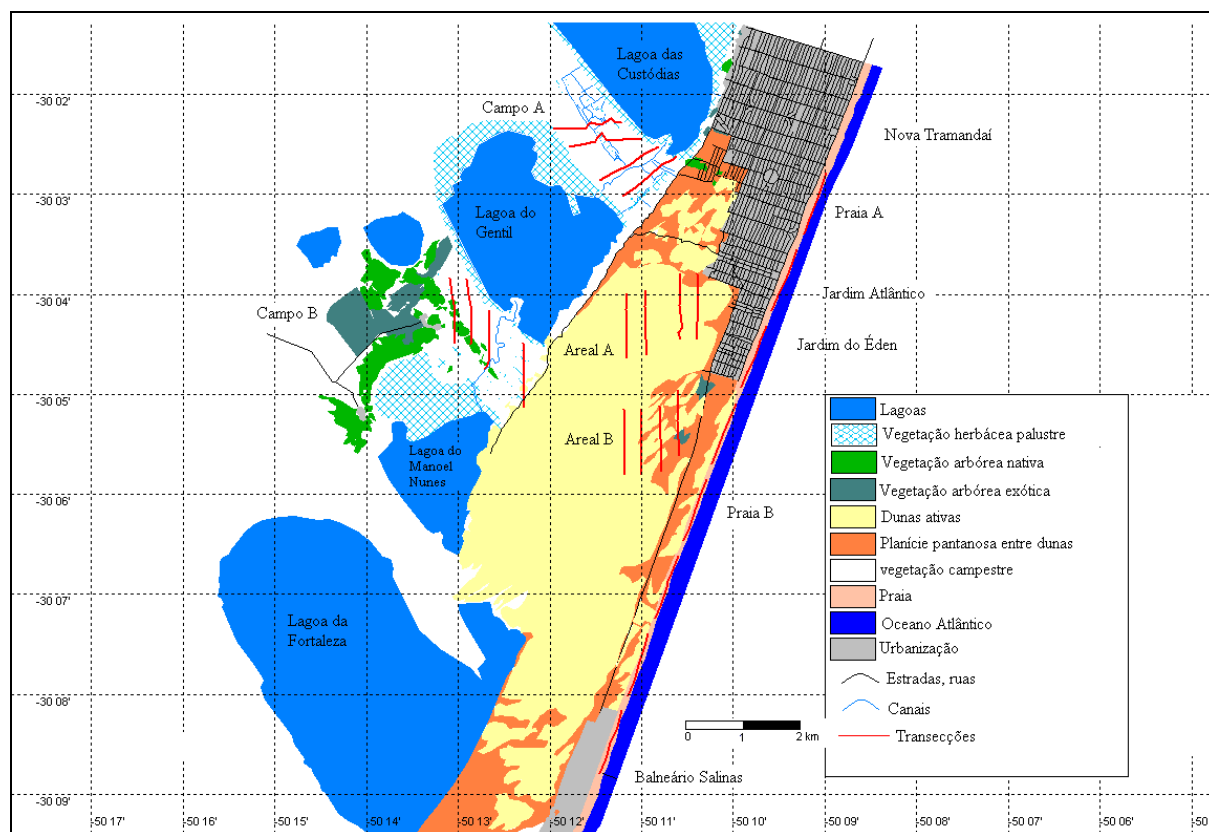 Lagoa das
Custódias
-30 02'
Campo A
Nova Tramandaí
-30 03'
Praia A
Lagoa do
Gentil
-30 04'
Jardim Atlântico
Campo B
Areal A
Jardim do Éden
-30 05'
Areal B
Lagoa do
Manoel
Nunes
-30 06'
Praia B
-30 07'
Lagoa da
Fortaleza
-30 08'
Balneário Salinas
-30 09'
Lagoas
Vegetação herbácea palustre
Vegetação arbórea nativa
Vegetação arbórea exótica
Dunas ativas
Planície pantanosa entre dunas
vegetação campestre
Praia
Oceano Atlântico
Urbanização
Estradas, ruas
Canais
Transecções
0 1 2 km
-50 17' -50 16' -50 15' -50 14' -50 13' -50 12' -50 11' -50 10' -50 09' -50 08' -50 07' -50 06' -50 05'